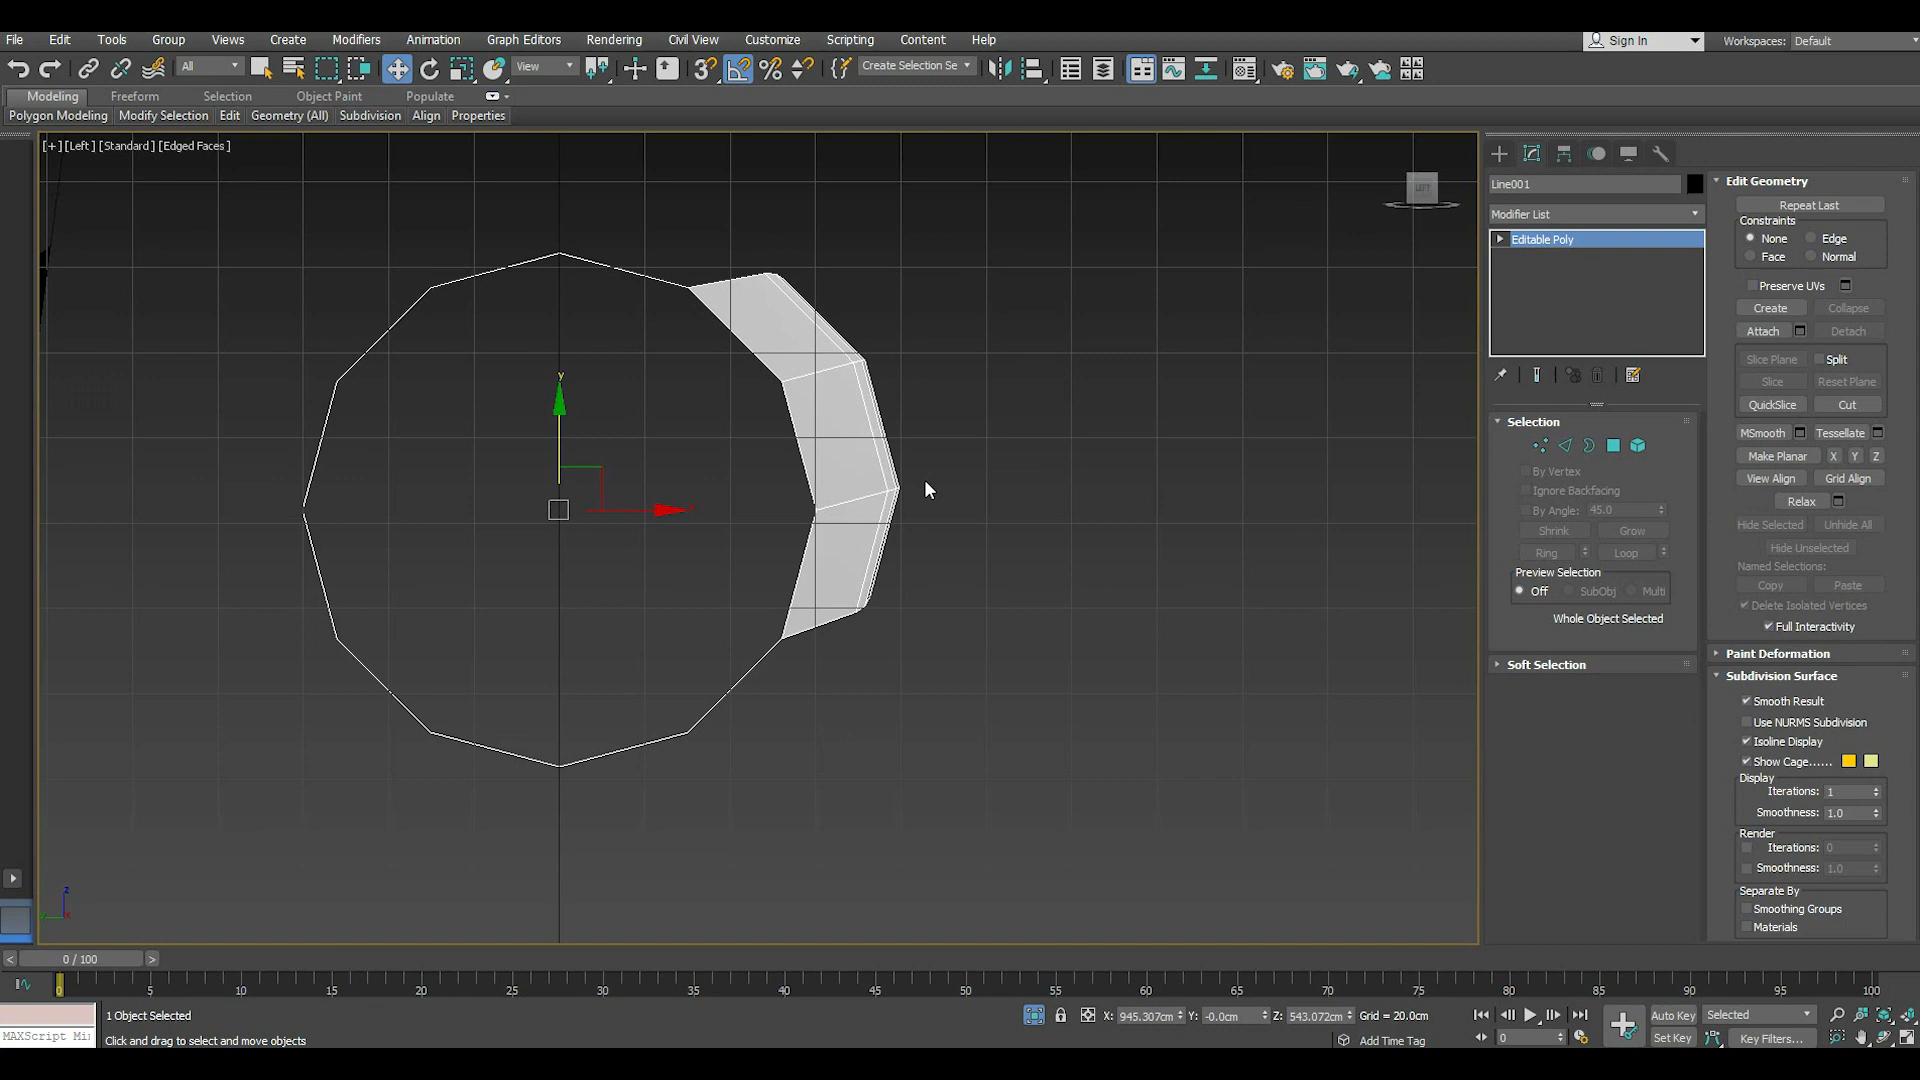 File Edit Tools Group Views Create Modifiers Animation Graph Editors Rendering Civil View Customize Scripting Content Help Sign In Workspaces: Default
All View Create Selection Se
Modeling Freeform Selection Object Paint Populate
Polygon Modeling Modify Selection Edit Geometry (All) Subdivision Align Properties
[+] [Left] [Standard] [Edged Faces]
LEFT
y
x
z
Line001
Modifier List
Editable Poly
Selection
By Vertex
Ignore Backfacing
By Angle: 45.0
Shrink Grow
Ring Loop
Preview Selection
Off SubObj Multi
Whole Object Selected
Soft Selection
Edit Geometry
Repeat Last
Constraints
None Edge
Face Normal
Preserve UVs
Create Collapse
Attach Detach
Slice Plane Split
Slice Reset Plane
QuickSlice Cut
MSmooth Tessellate
Make Planar X Y Z
View Align Grid Align
Relax
Hide Selected Unhide All
Hide Unselected
Named Selections:
Copy Paste
Delete Isolated Vertices
Full Interactivity
Paint Deformation
Subdivision Surface
Smooth Result
Use NURMS Subdivision
Isoline Display
Show Cage......
Display
Iterations: 1
Smoothness: 1.0
Render
Iterations: 0
Smoothness: 1.0
Separate By
Smoothing Groups
Materials
< 0 / 100 >
0 5 10 15 20 25 30 35 40 45 50 55 60 65 70 75 80 85 90 95 100
1 Object Selected X: 945.307cm Y: -0.0cm Z: 543.072cm Grid = 20.0cm Auto Key Selected
MAXScript Mi Click and drag to select and move objects Add Time Tag 0 Set Key Key Filters...